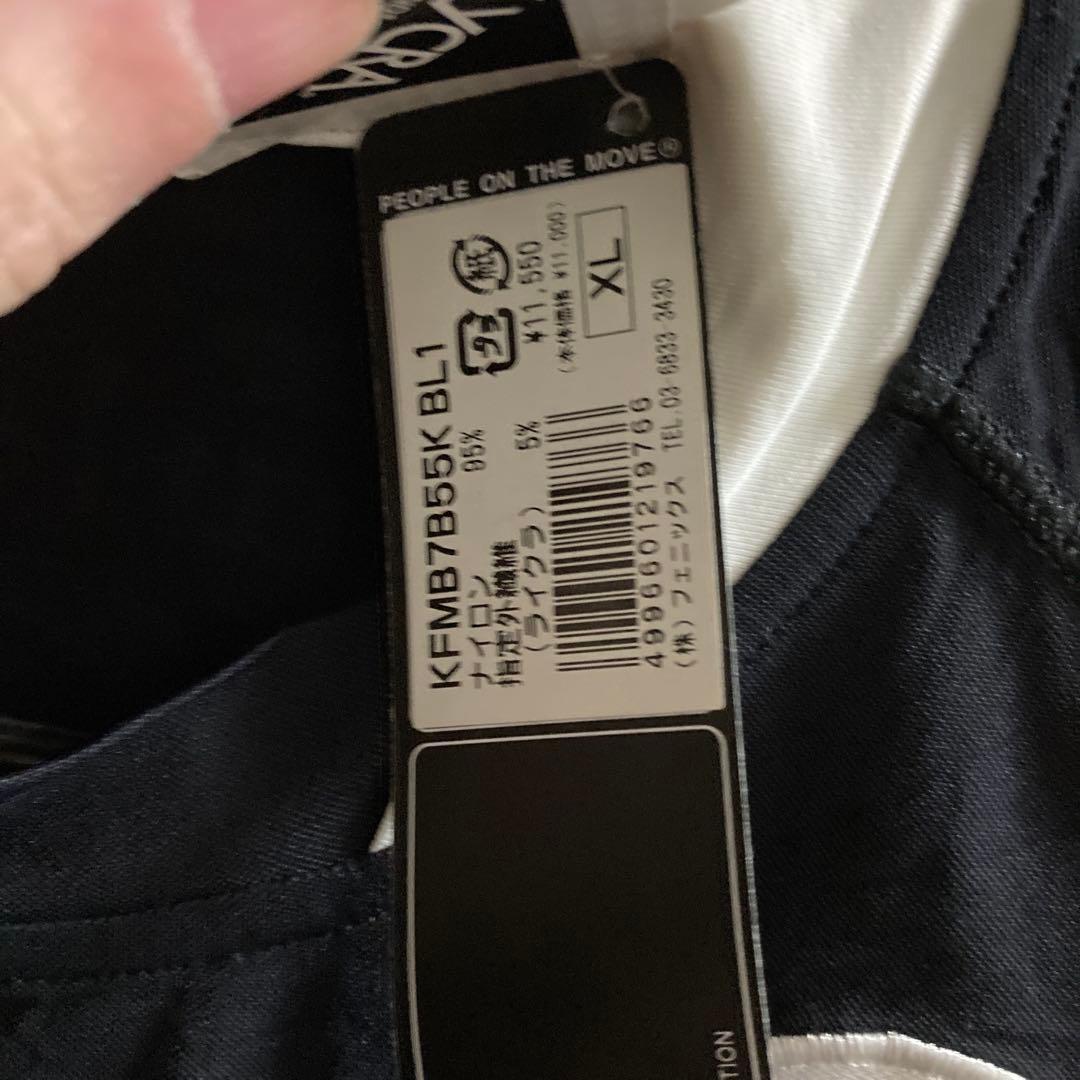 YCRA
PEOPLE ON THE MOVE®
KFMB7B55K BL1
ナイロン 95%
指定外繊維
(ライクラ) 5%
紙
プラ
¥11,550
(本体価格 ¥11,000)
XL
4996601219766
(株)フェニックス TEL.03-6833-3430
TION